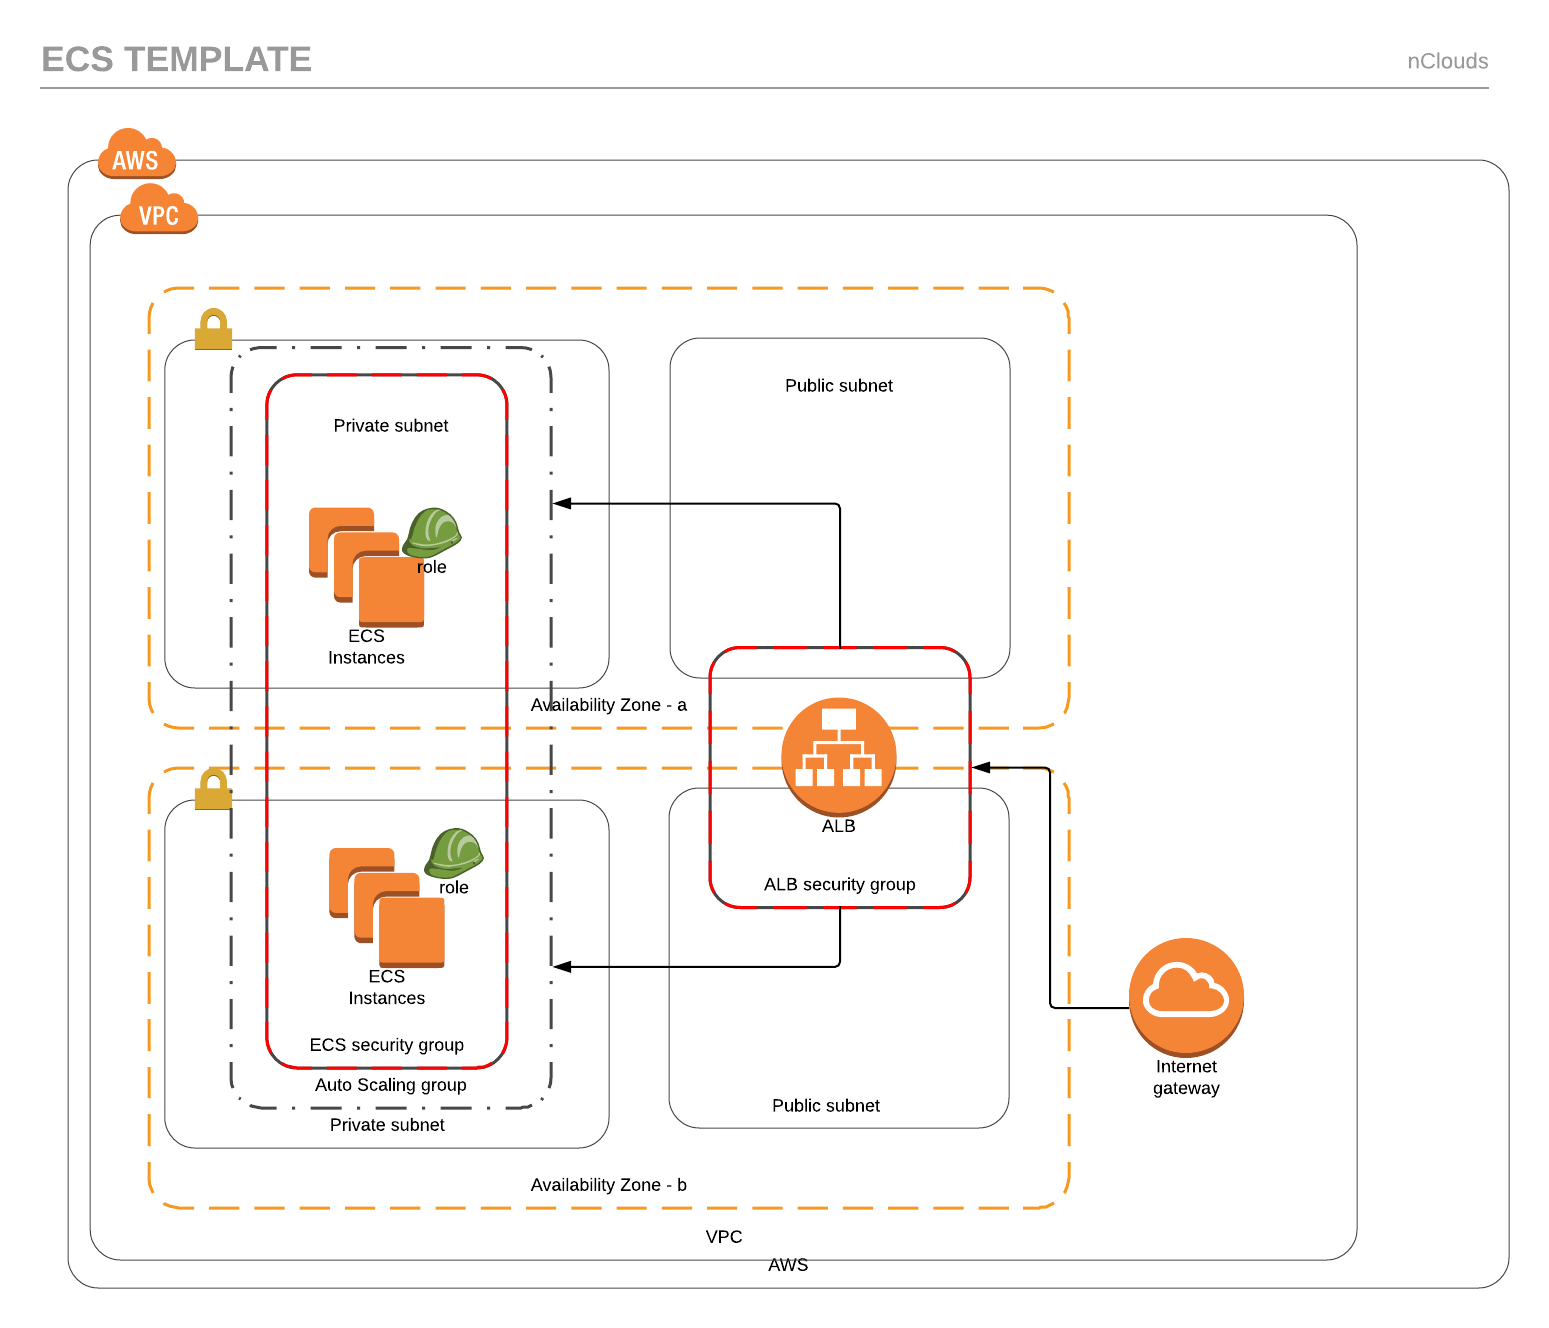 ECS TEMPLATE
nClouds
AWS
VPC
Private subnet
Public subnet
role
ECS
Instances
Availability Zone - a
ALB
ALB security group
role
ECS
Instances
ECS security group
Auto Scaling group
Private subnet
Public subnet
Internet
gateway
Availability Zone - b
VPC
AWS